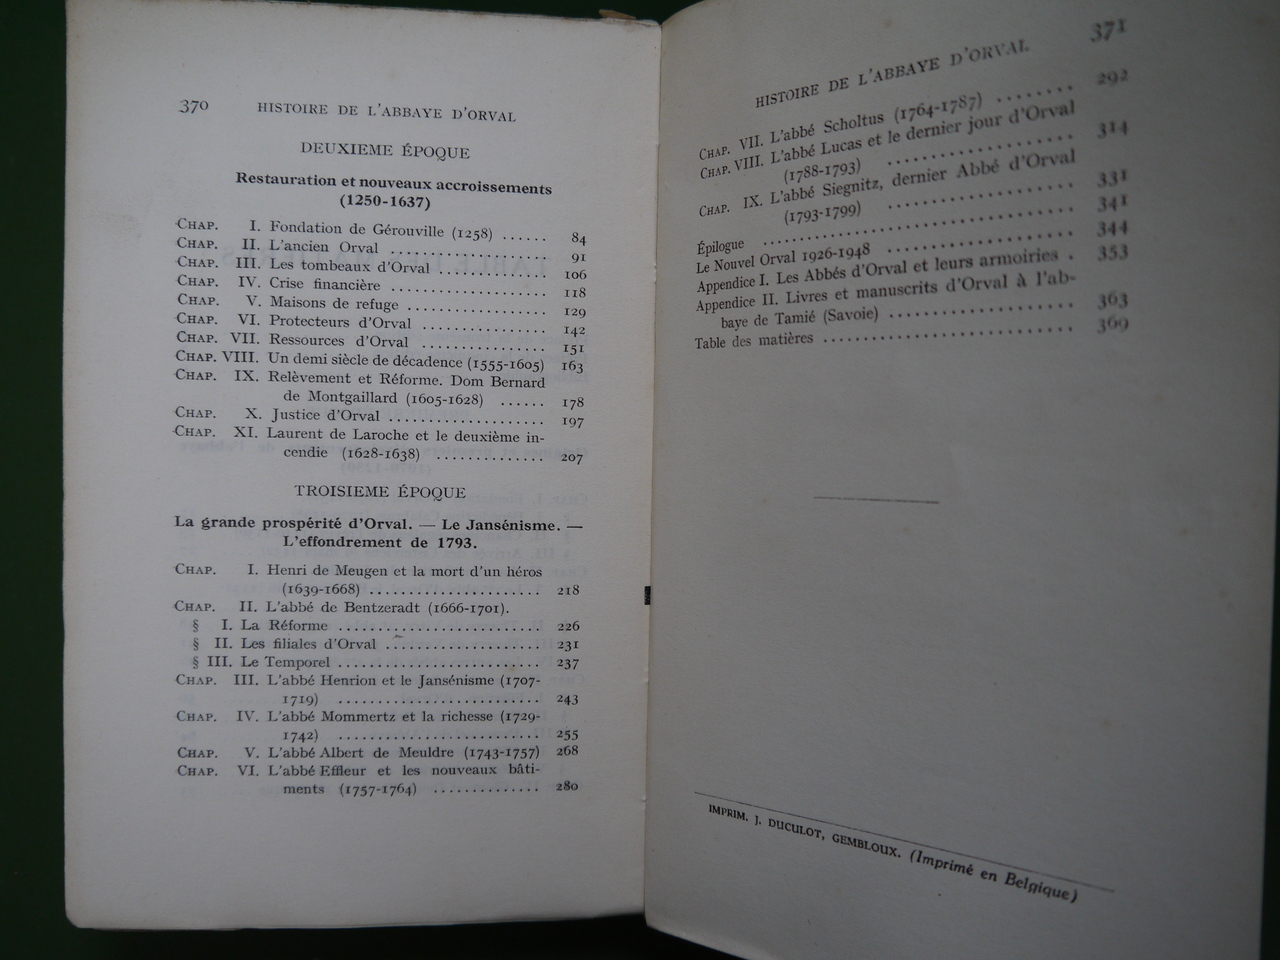 370 HISTOIRE DE L'ABBAYE D'ORVAL
DEUXIEME ÉPOQUE
Restauration et nouveaux accroissements
(1250-1637)
CHAP. I. Fondation de Gérouville (1258) ...... 84
CHAP. II. L'ancien Orval .................. 91
CHAP. III. Les tombeaux d'Orval ............ 106
CHAP. IV. Crise financière .................. 118
CHAP. V. Maisons de refuge ................ 129
CHAP. VI. Protecteurs d'Orval .............. 142
CHAP. VII. Ressources d'Orval .............. 151
CHAP. VIII. Un demi siècle de décadence (1555-1605) 163
CHAP. IX. Relèvement et Réforme. Dom Bernard
de Montgaillard (1605-1628) ...... 178
CHAP. X. Justice d'Orval .................... 197
CHAP. XI. Laurent de Laroche et le deuxième in-
cendie (1628-1638) .............. 207
TROISIEME ÉPOQUE
La grande prospérité d'Orval. — Le Jansénisme. —
L'effondrement de 1793.
CHAP. I. Henri de Meugen et la mort d'un héros
(1639-1668) ...................... 218
CHAP. II. L'abbé de Bentzeradt (1666-1701).
§ I. La Réforme .......................... 226
§ II. Les filiales d'Orval .................... 231
§ III. Le Temporel .......................... 237
CHAP. III. L'abbé Henrion et le Jansénisme (1707-
1719) .......................... 243
CHAP. IV. L'abbé Mommertz et la richesse (1729-
1742) .......................... 255
CHAP. V. L'abbé Albert de Meuldre (1743-1757) 268
CHAP. VI. L'abbé Effleur et les nouveaux bâti-
ments (1757-1764) .............. 280
HISTOIRE DE L'ABBAYE D'ORVAL 371
CHAP. VII. L'abbé Scholtus (1764-1787) ........ 292
CHAP. VIII. L'abbé Lucas et le dernier jour d'Orval
(1788-1793) .................... 314
CHAP. IX. L'abbé Siegnitz, dernier Abbé d'Orval
(1793-1799) .................... 331
Épilogue .................................. 341
Le Nouvel Orval 1926-1948 .................... 344
Appendice I. Les Abbés d'Orval et leurs armoiries . 353
Appendice II. Livres et manuscrits d'Orval à l'ab-
baye de Tamié (Savoie) .................... 363
Table des matières ............................ 369
IMPRIM. J. DUCULOT, GEMBLOUX. (Imprimé en Belgique)